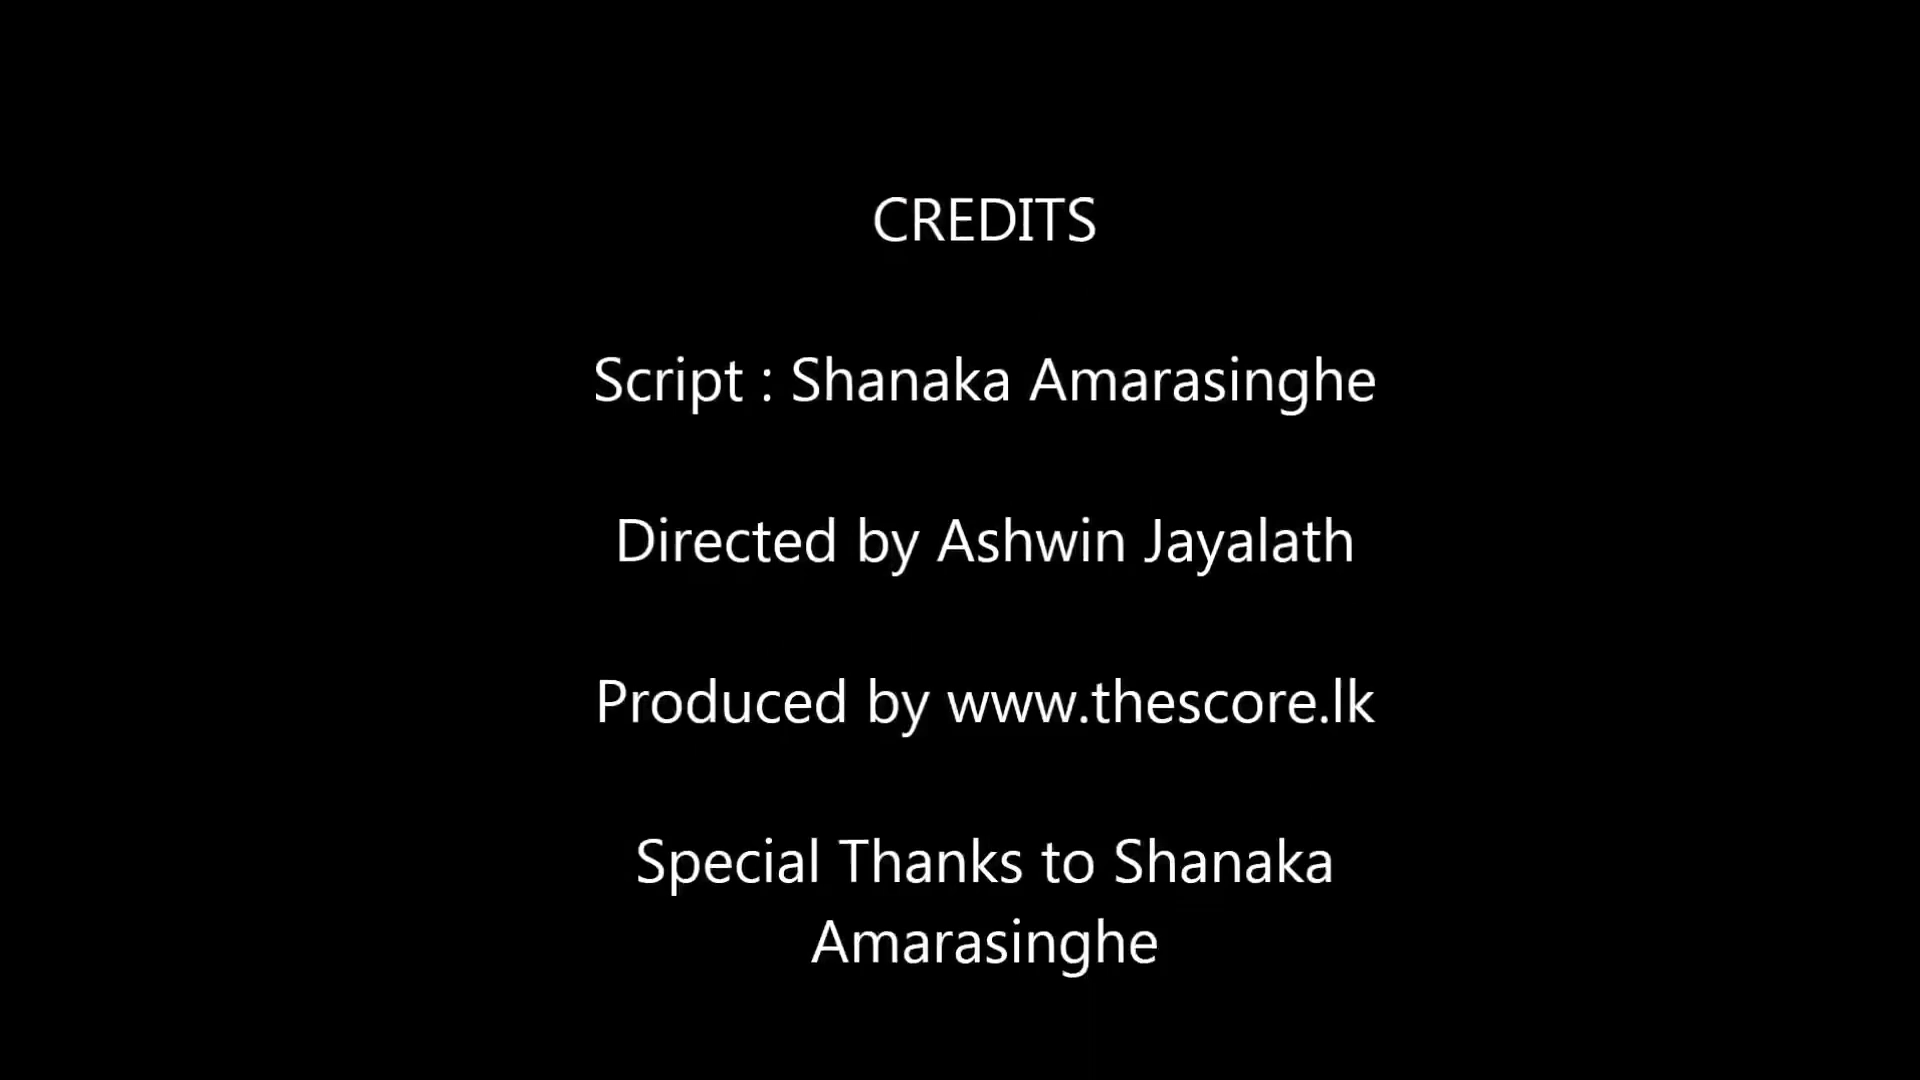 CREDITS
Script : Shanaka Amarasinghe
Directed by Ashwin Jayalath
Produced by www.thescore.lk
Special Thanks to Shanaka
Amarasinghe